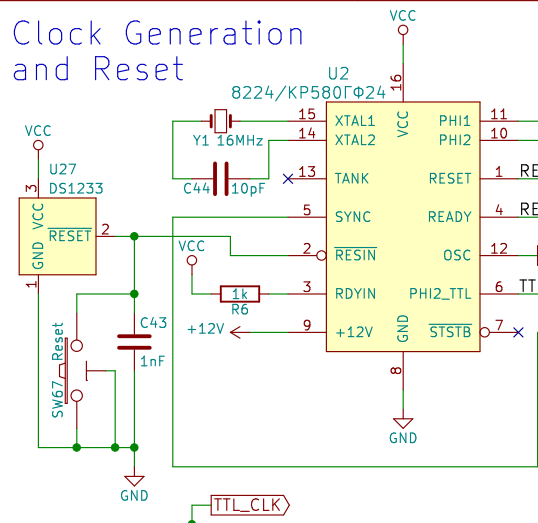 Clock Generation
and Reset
VCC
U2
8224/КР580ГФ24
16
VCC
15 XTAL1 PHI1 11
14 XTAL2 PHI2 10
Y1 16MHz
VCC
U27
DS1233
3
C44 10pF
13 TANK RESET 1 RE
VCC
5 SYNC READY 4 RE
RESET 2
GND
VCC
2 RESIN OSC 12
1
1k
R6
3 RDYIN PHI2_TTL 6 TT
C43
+12V
9 +12V GND STSTB 7
1nF
Reset
SW67
8
GND
GND
TTL_CLK